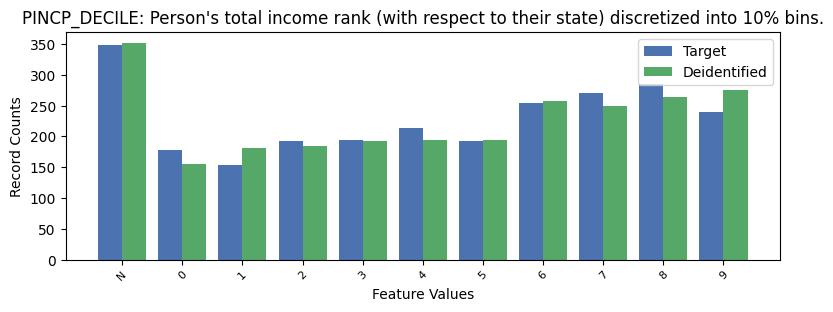 PINCP_DECILE: Person's total income rank (with respect to their state) discretized into 10% bins.
Target
Deidentified
350
300
250
200
150
100
50
0
Record Counts
N 0 1 2 3 4 5 6 7 8 9
Feature Values